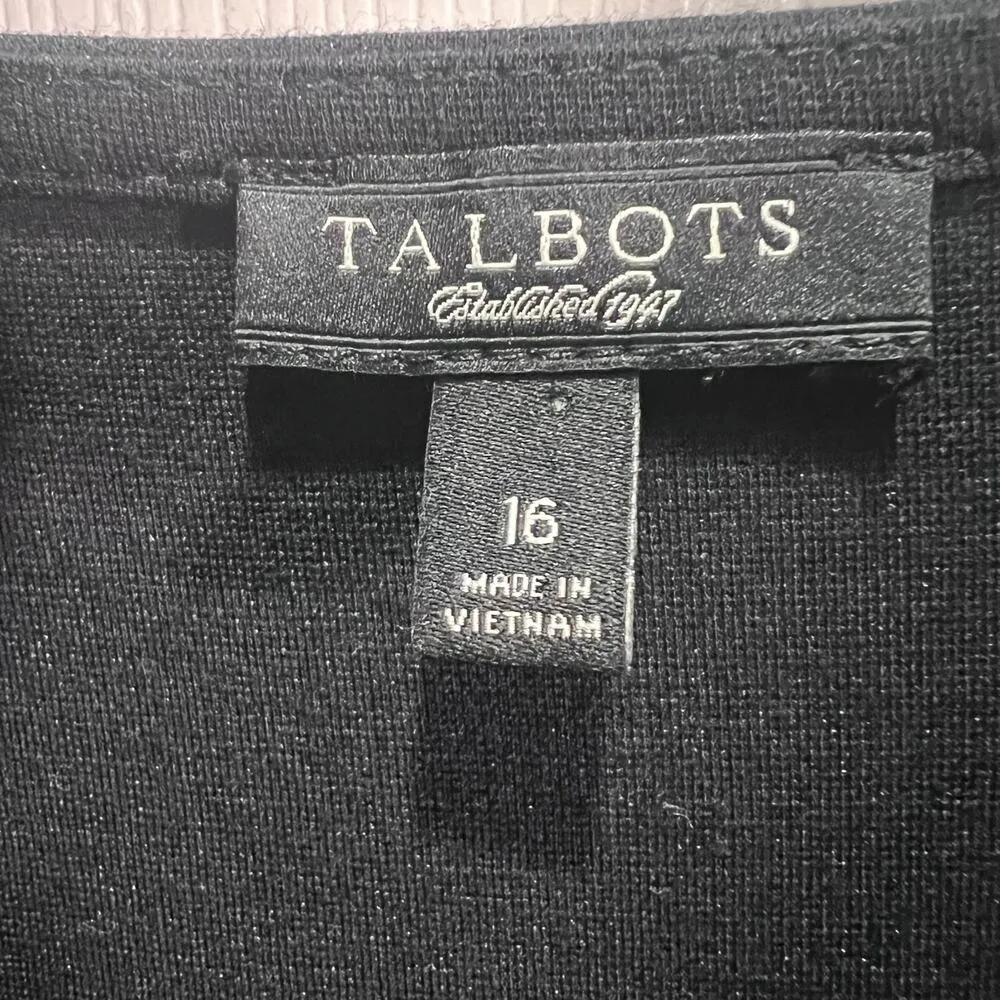 TALBOTS
Established 1947
16
MADE IN
VIETNAM